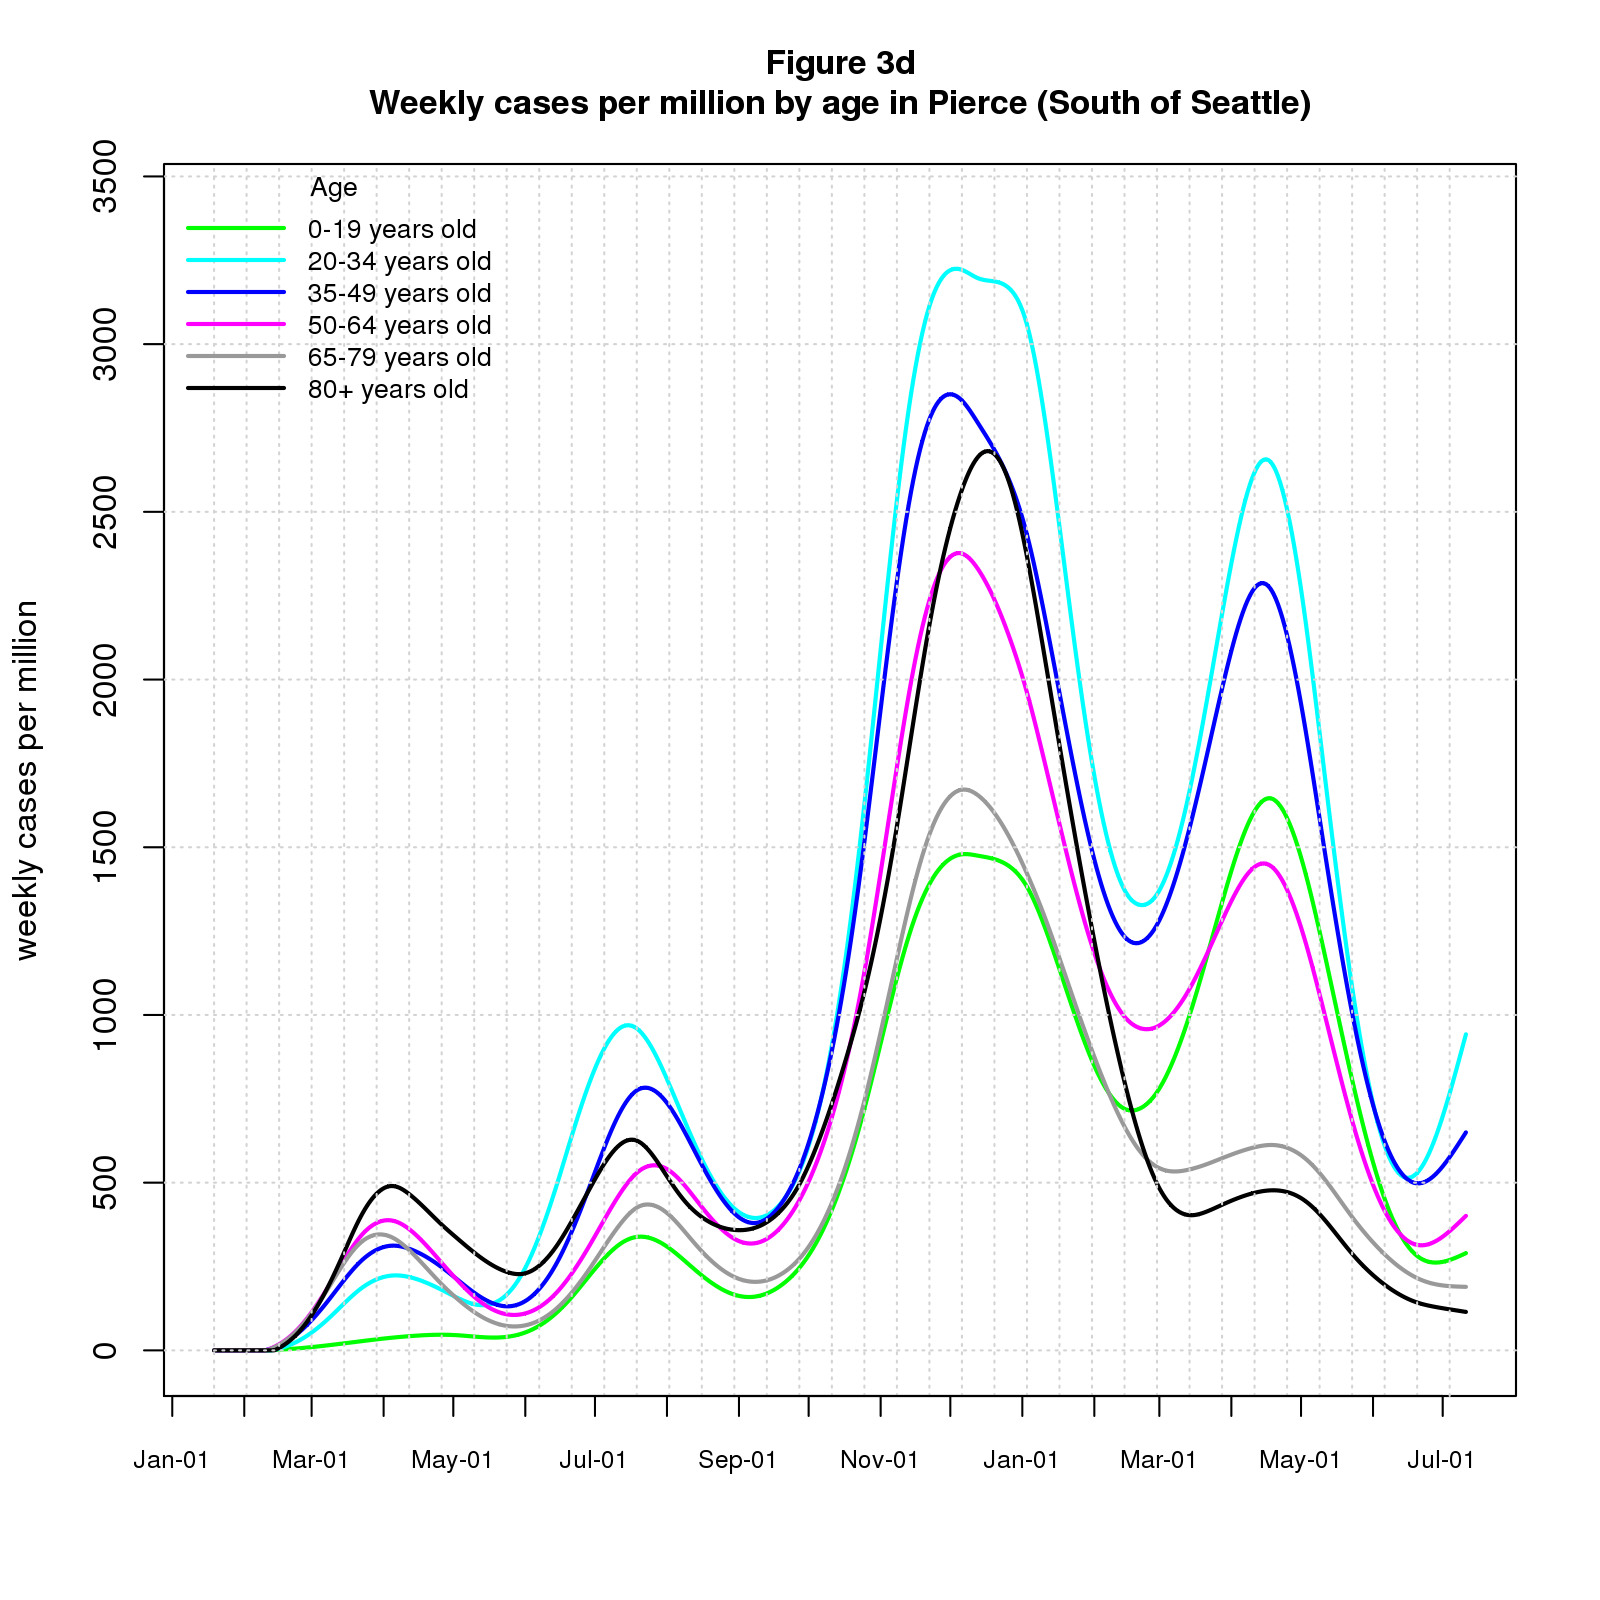 Figure 3d
Weekly cases per million by age in Pierce (South of Seattle)
weekly cases per million
3500
3000
2500
2000
1500
1000
500
0
Age
0-19 years old
20-34 years old
35-49 years old
50-64 years old
65-79 years old
80+ years old
Jan-01 Mar-01 May-01 Jul-01 Sep-01 Nov-01 Jan-01 Mar-01 May-01 Jul-01